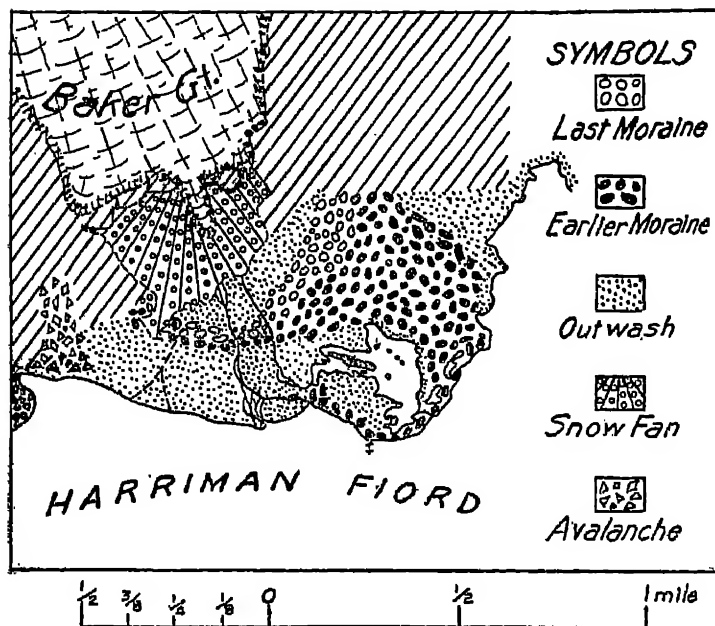 Baker Gl.
SYMBOLS
Last Moraine
Earlier Moraine
Outwash
Snow Fan
Avalanche
HARRIMAN FIORD
1/2 3/8 1/4 1/8 0 1/2 1 mile